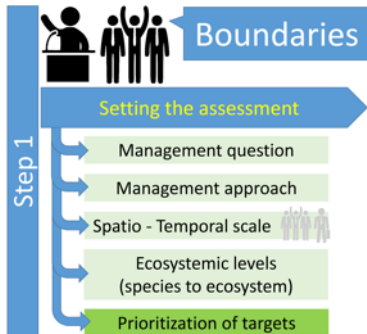 Boundaries
Setting the assessment
Step 1
Management question
Management approach
Spatio - Temporal scale
Ecosystemic levels
(species to ecosystem)
Prioritization of targets